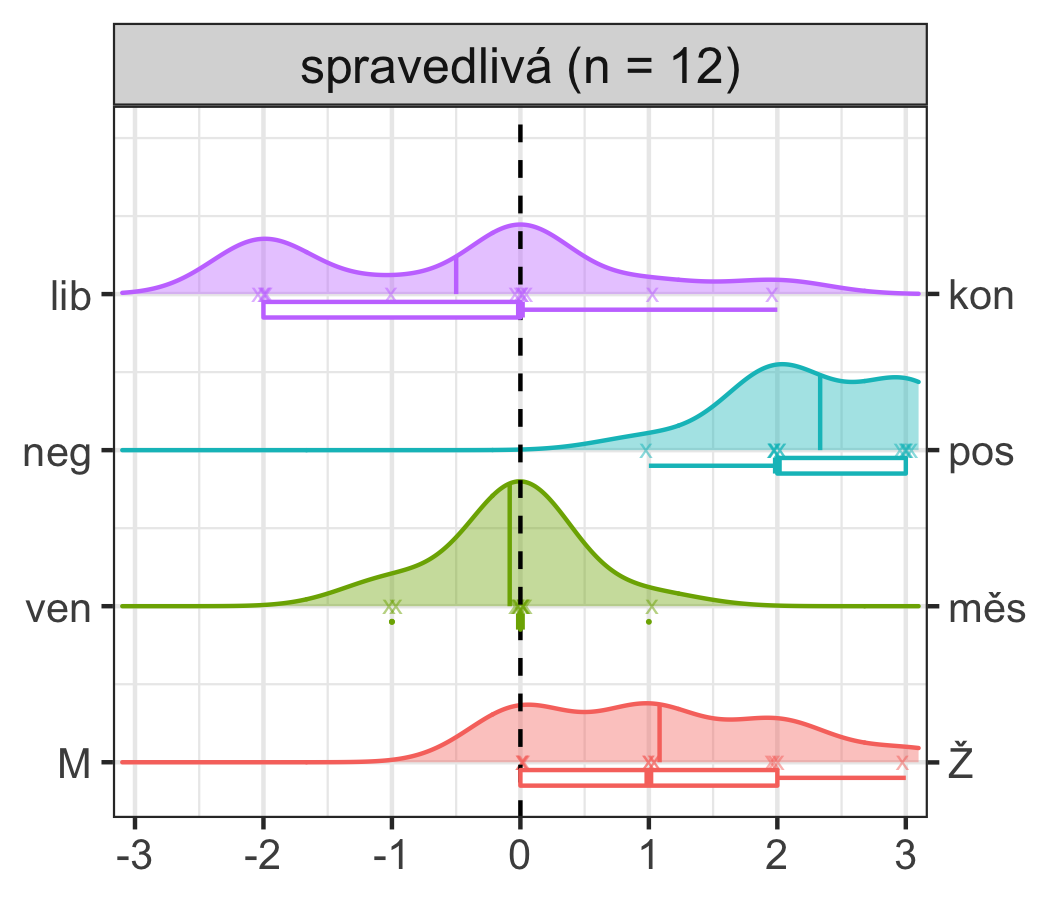 spravedlivá (n = 12)
lib kon
neg pos
ven měs
M Ž
-3 -2 -1 0 1 2 3